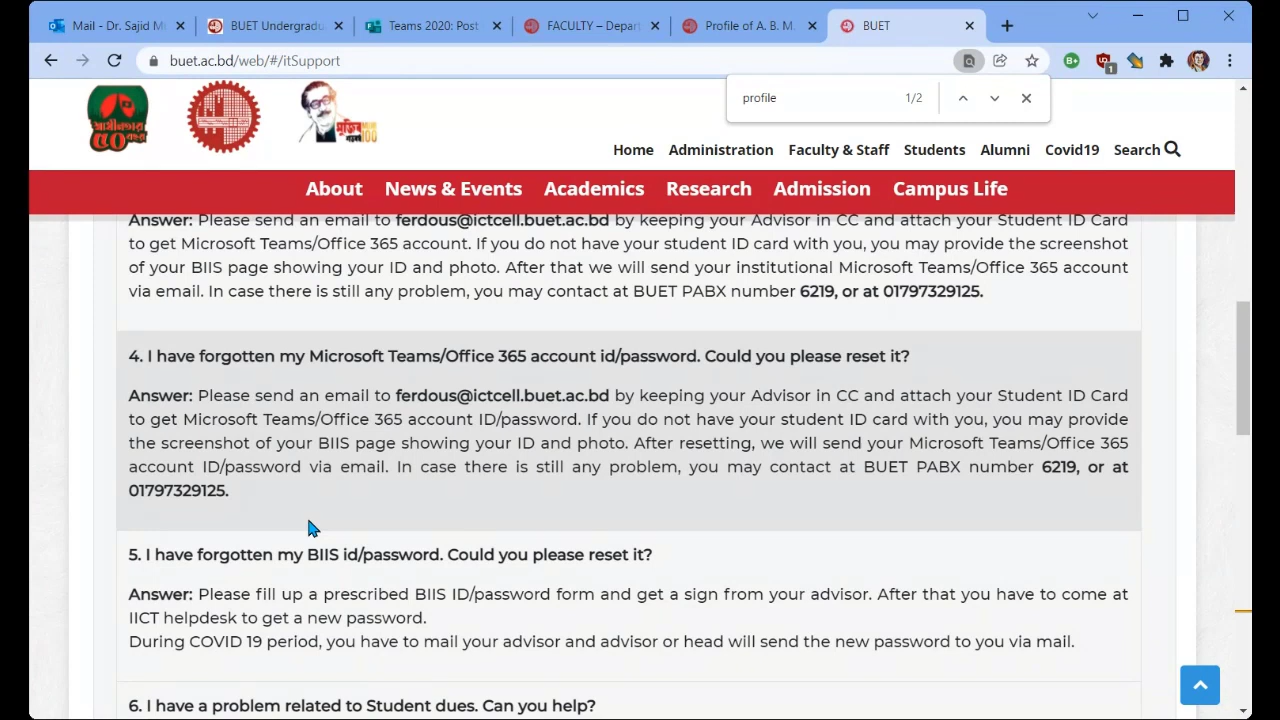 Mail - Dr. Sajid M
BUET Undergradu
Teams 2020: Post
FACULTY – Depart
Profile of A. B. M.
BUET
buet.ac.bd/web/#/itSupport
1
profile
1/2
স্বাধীনতার
৫০
বছর
মুজিব
100
Home
Administration
Faculty & Staff
Students
Alumni
Covid19
Search
About
News & Events
Academics
Research
Admission
Campus Life
Answer: Please send an email to ferdous@ictcell.buet.ac.bd by keeping your Advisor in CC and attach your Student ID Card
to get Microsoft Teams/Office 365 account. If you do not have your student ID card with you, you may provide the screenshot
of your BIIS page showing your ID and photo. After that we will send your institutional Microsoft Teams/Office 365 account
via email. In case there is still any problem, you may contact at BUET PABX number 6219, or at 01797329125.
4. I have forgotten my Microsoft Teams/Office 365 account id/password. Could you please reset it?
Answer: Please send an email to ferdous@ictcell.buet.ac.bd by keeping your Advisor in CC and attach your Student ID Card
to get Microsoft Teams/Office 365 account ID/password. If you do not have your student ID card with you, you may provide
the screenshot of your BIIS page showing your ID and photo. After resetting, we will send your Microsoft Teams/Office 365
account ID/password via email. In case there is still any problem, you may contact at BUET PABX number 6219, or at
01797329125.
5. I have forgotten my BIIS id/password. Could you please reset it?
Answer: Please fill up a prescribed BIIS ID/password form and get a sign from your advisor. After that you have to come at
IICT helpdesk to get a new password.
During COVID 19 period, you have to mail your advisor and advisor or head will send the new password to you via mail.
6. I have a problem related to Student dues. Can you help?